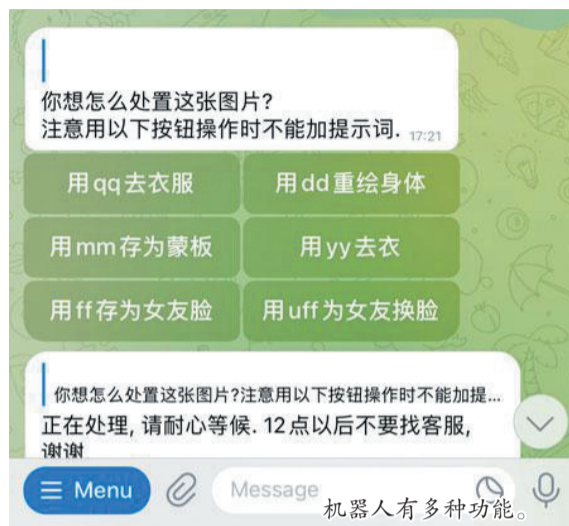 你想怎么处置这张图片?
注意用以下按钮操作时不能加提示词.
17:21
用qq去衣服
用dd重绘身体
用mm存为蒙板
用yy去衣
用ff存为女友脸
用uff为女友换脸
你想怎么处置这张图片?注意用以下按钮操作时不能加提...
正在处理, 请耐心等候. 12点以后不要找客服,
谢谢
Menu
Message
机器人有多种功能。